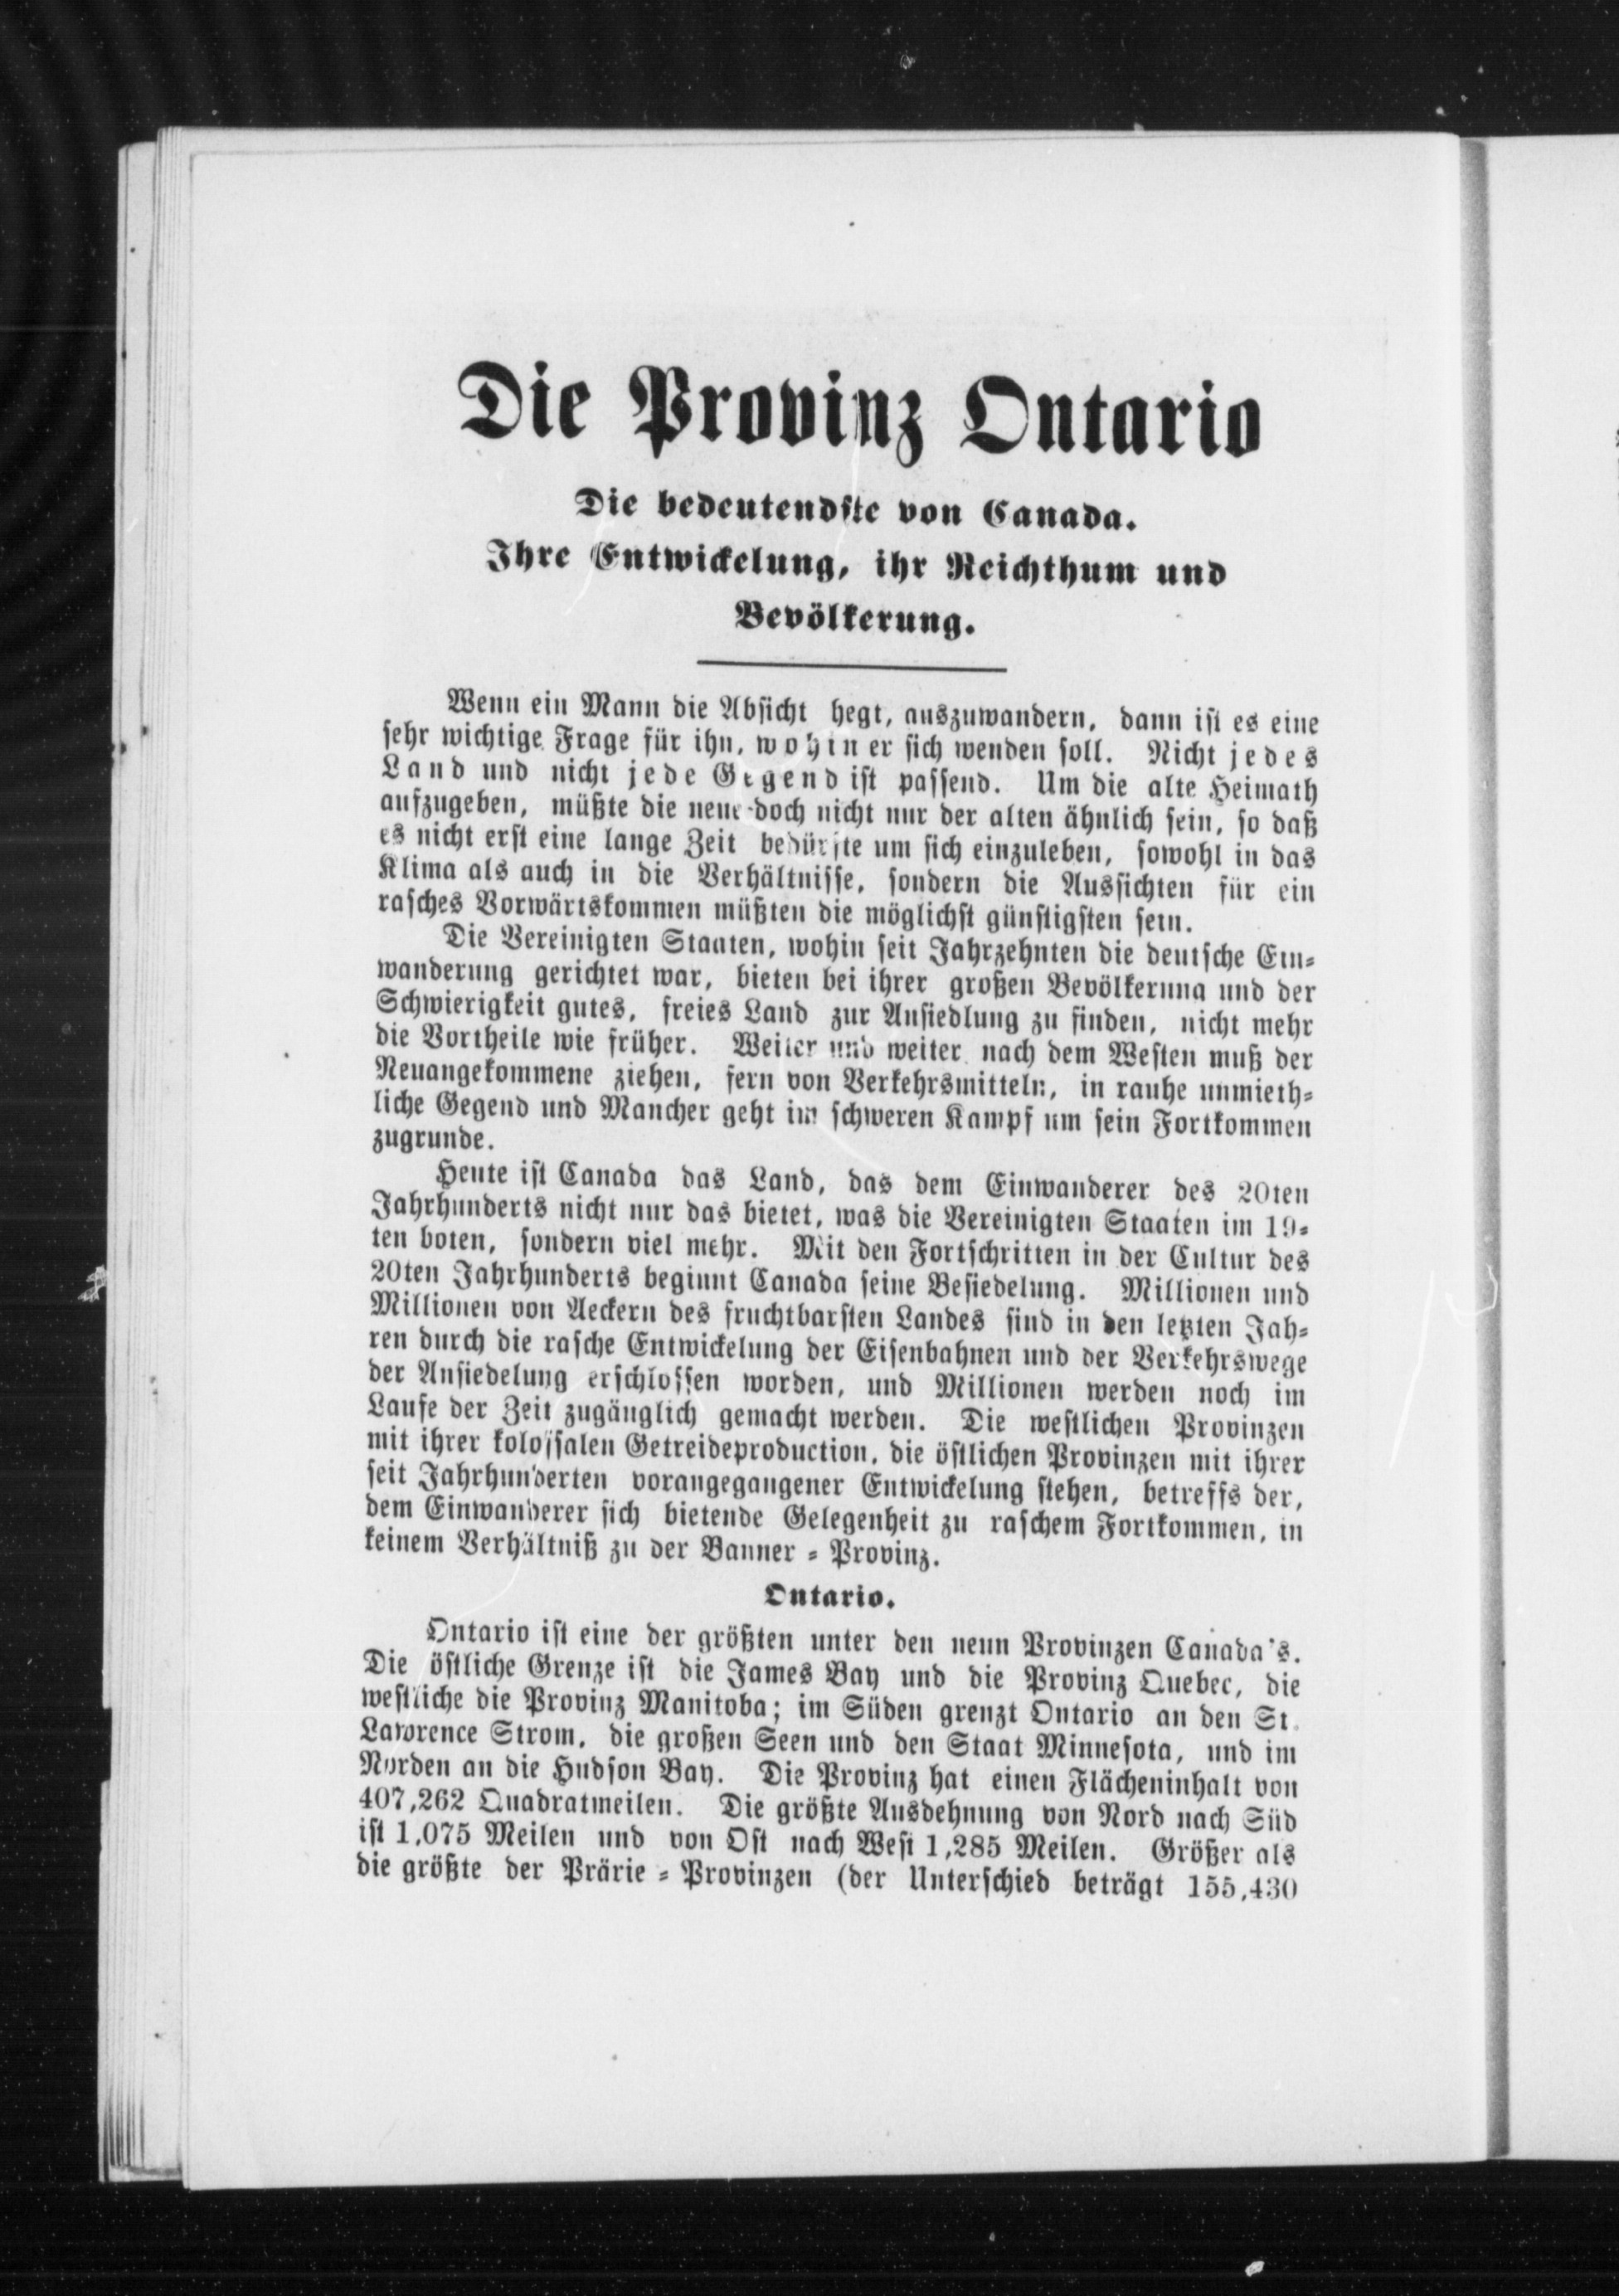 Die Provinz Ontario
Die bedeutendste von Canada.
Ihre Entwickelung, ihr Reichthum und
Bevölkerung.
Wenn ein Mann die Absicht hegt, auszuwandern, dann ist es eine
sehr wichtige Frage für ihn, wohin er sich wenden soll. Nicht jedes
Land und nicht jede Gegend ist passend. Um die alte Heimath
aufzugeben, müßte die neue doch nicht nur der alten ähnlich sein, so daß
es nicht erst eine lange Zeit bedürfte um sich einzuleben, sowohl in das
Klima als auch in die Verhältnisse, sondern die Aussichten für ein
rasches Vorwärtskommen müßten die möglichst günstigsten sein.
Die Vereinigten Staaten, wohin seit Jahrzehnten die deutsche Ein-
wanderung gerichtet war, bieten bei ihrer großen Bevölkerung und der
Schwierigkeit gutes, freies Land zur Ansiedlung zu finden, nicht mehr
die Vortheile wie früher. Weiter und weiter nach dem Westen muß der
Neuangekommene ziehen, fern von Verkehrsmitteln, in rauhe unmieth-
liche Gegend und Mancher geht im schweren Kampf um sein Fortkommen
zugrunde.
Heute ist Canada das Land, das dem Einwanderer des 20ten
Jahrhunderts nicht nur das bietet, was die Vereinigten Staaten im 19-
ten boten, sondern viel mehr. Mit den Fortschritten in der Cultur des
20ten Jahrhunderts beginnt Canada seine Besiedelung. Millionen und
Millionen von Aeckern des fruchtbarsten Landes sind in den letzten Jah-
ren durch die rasche Entwickelung der Eisenbahnen und der Verkehrswege
der Ansiedelung erschlossen worden, und Millionen werden noch im
Laufe der Zeit zugänglich gemacht werden. Die westlichen Provinzen
mit ihrer kolossalen Getreideproduction, die östlichen Provinzen mit ihrer
seit Jahrhunderten vorangegangener Entwickelung stehen, betreffs der,
dem Einwanderer sich bietende Gelegenheit zu raschem Fortkommen, in
keinem Verhältniß zu der Banner-Provinz.
Ontario.
Ontario ist eine der größten unter den neun Provinzen Canada's.
Die östliche Grenze ist die James Bay und die Provinz Quebec, die
westliche die Provinz Manitoba; im Süden grenzt Ontario an den St.
Lawrence Strom, die großen Seen und den Staat Minnesota, und im
Norden an die Hudson Bay. Die Provinz hat einen Flächeninhalt von
407,262 Quadratmeilen. Die größte Ausdehnung von Nord nach Süd
ist 1,075 Meilen und von Ost nach West 1,285 Meilen. Größer als
die größte der Prärie-Provinzen (der Unterschied beträgt 155,430